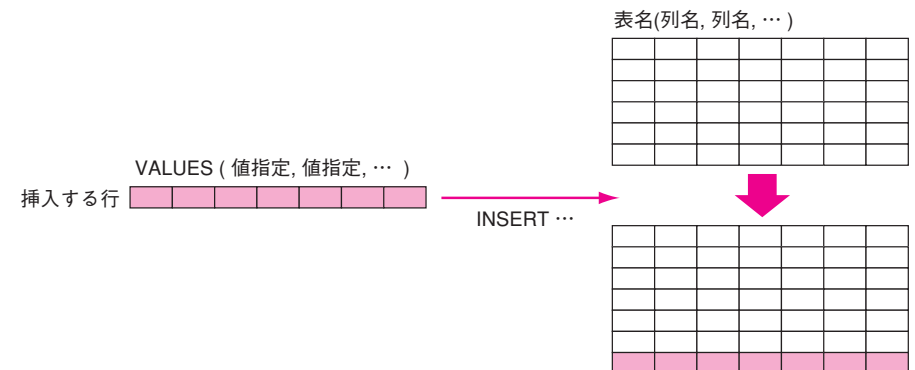 表名(列名, 列名, … )
VALUES ( 値指定, 値指定, … )
挿入する行
INSERT …